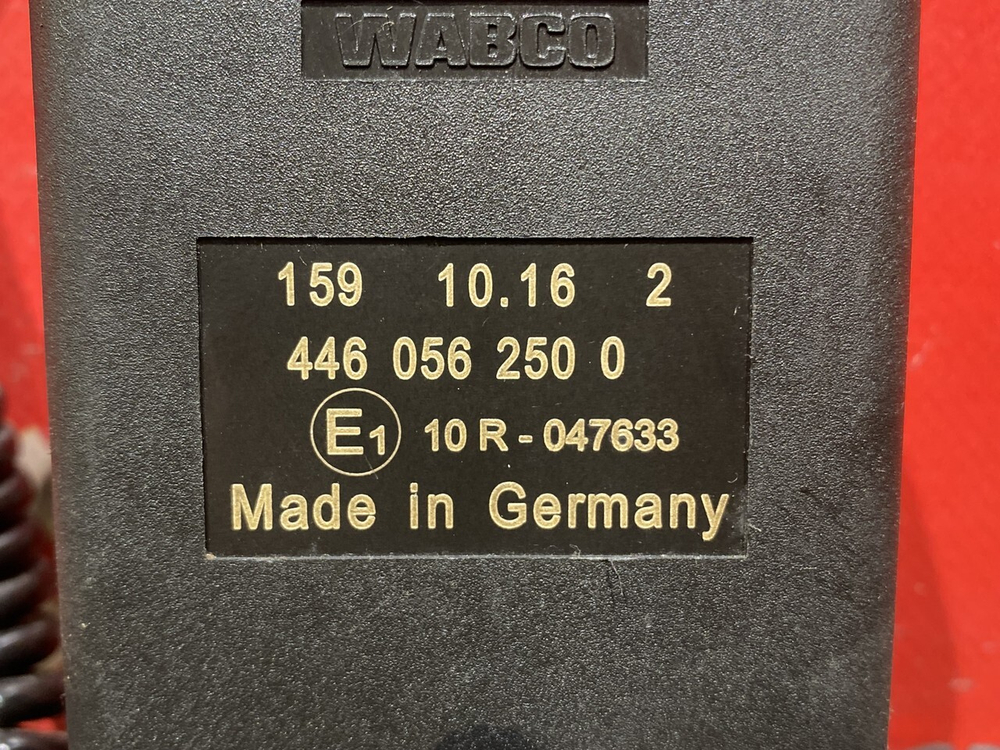 WABCO
159 10.16 2
446 056 250 0
E1 10 R - 047633
Made in Germany